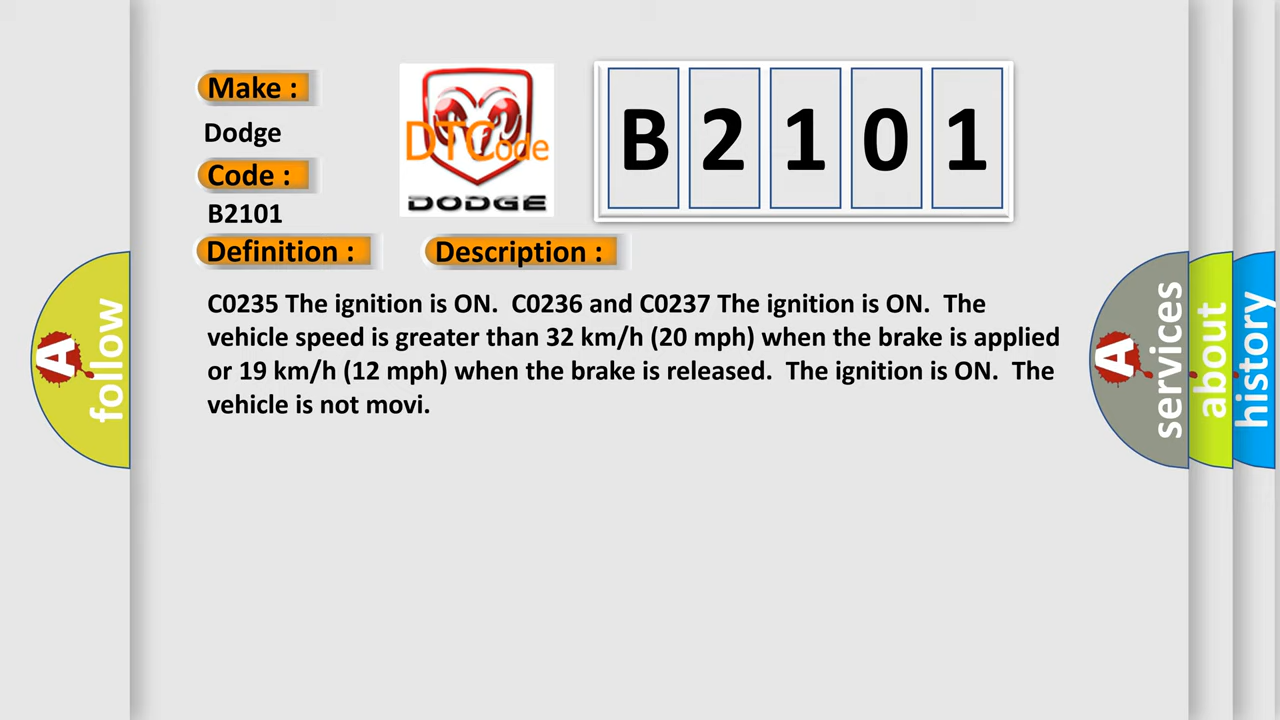 Make :
Dodge
Code :
B2101
Definition :
Description :
DTCode
DODGE
B 2 1 0 1
C0235 The ignition is ON.  C0236 and C0237 The ignition is ON.  The
vehicle speed is greater than 32 km/h (20 mph) when the brake is applied
or 19 km/h (12 mph) when the brake is released.  The ignition is ON.  The
vehicle is not movi.
A
follow
A
services
about
history